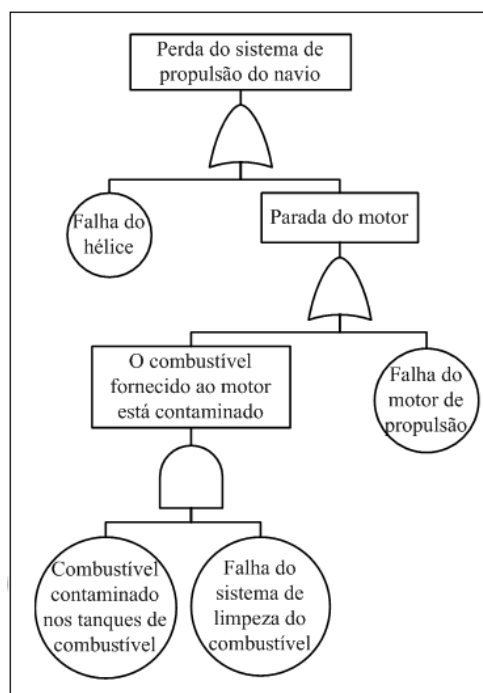 Perda do sistema de
propulsão do navio
Falha do
hélice
Parada do motor
O combustível
fornecido ao motor
está contaminado
Falha do
motor de
propulsão
Combustível
contaminado
nos tanques de
combustível
Falha do
sistema de
limpeza do
combustível